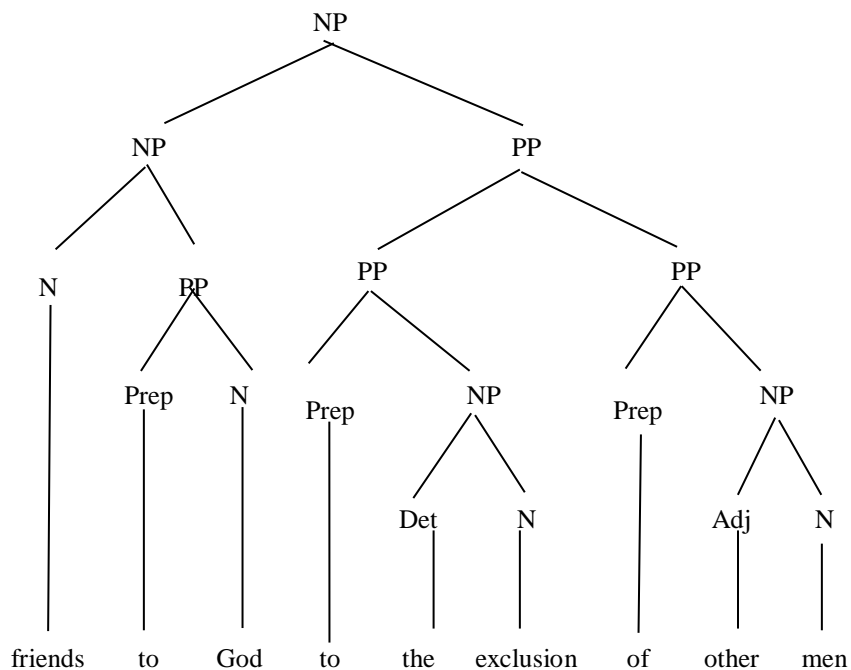 NP
NP PP
N PP PP PP
Prep N Prep NP Prep NP
Det N Adj N
friends to God to the exclusion of other men